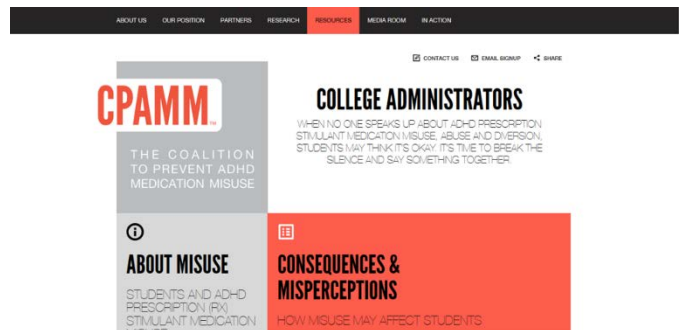 ABOUT US OUR POSITION PARTNERS RESEARCH RESOURCES MEDIA ROOM IN ACTION
CONTACT US EMAIL SIGNUP SHARE
CPAMM™
THE COALITION
TO PREVENT ADHD
MEDICATION MISUSE
COLLEGE ADMINISTRATORS
WHEN NO ONE SPEAKS UP ABOUT ADHD PRESCRIPTION
STIMULANT MEDICATION MISUSE, ABUSE AND DIVERSION,
STUDENTS MAY THINK IT'S OKAY. IT'S TIME TO BREAK THE
SILENCE AND SAY SOMETHING TOGETHER.
ABOUT MISUSE
STUDENTS AND ADHD
PRESCRIPTION (RX)
STIMULANT MEDICATION
CONSEQUENCES &
MISPERCEPTIONS
HOW MISUSE MAY AFFECT STUDENTS